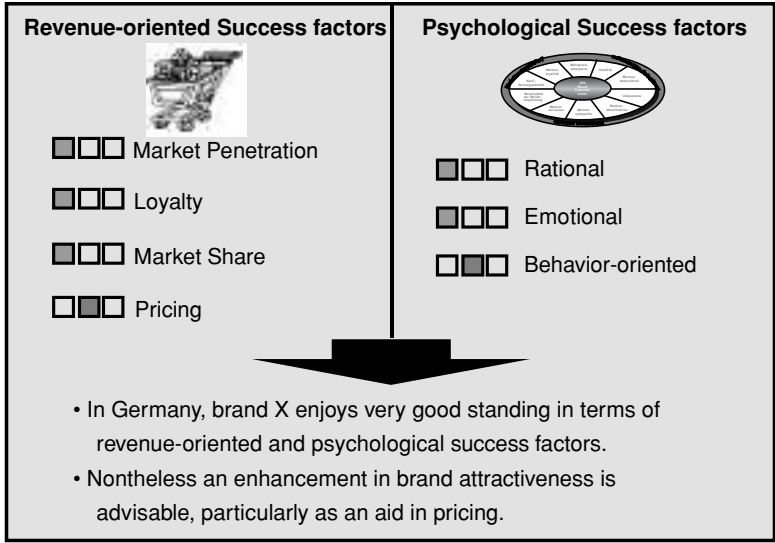 Revenue-oriented Success factors
Psychological Success factors
Market Penetration
Loyalty
Market Share
Pricing
Rational
Emotional
Behavior-oriented
• In Germany, brand X enjoys very good standing in terms of
revenue-oriented and psychological success factors.
• Nontheless an enhancement in brand attractiveness is
advisable, particularly as an aid in pricing.